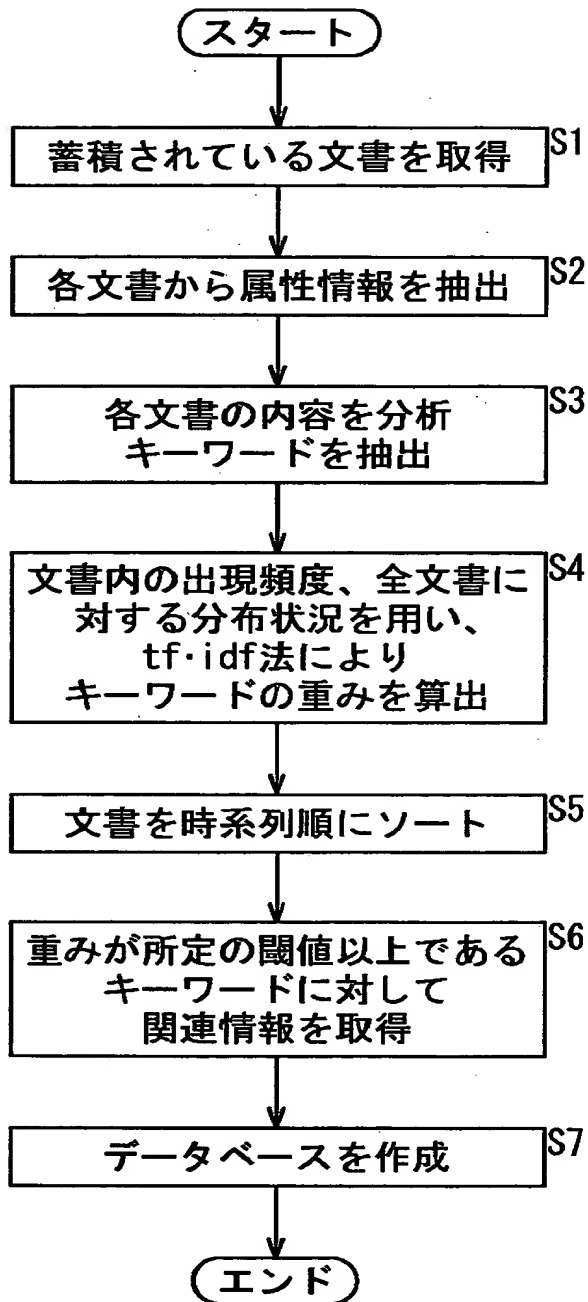 スタート
S1
蓄積されている文書を取得
S2
各文書から属性情報を抽出
S3
各文書の内容を分析
キーワードを抽出
S4
文書内の出現頻度、全文書に
対する分布状況を用い、
tf·idf法により
キーワードの重みを算出
S5
文書を時系列順にソート
S6
重みが所定の閾値以上である
キーワードに対して
関連情報を取得
S7
データベースを作成
エンド